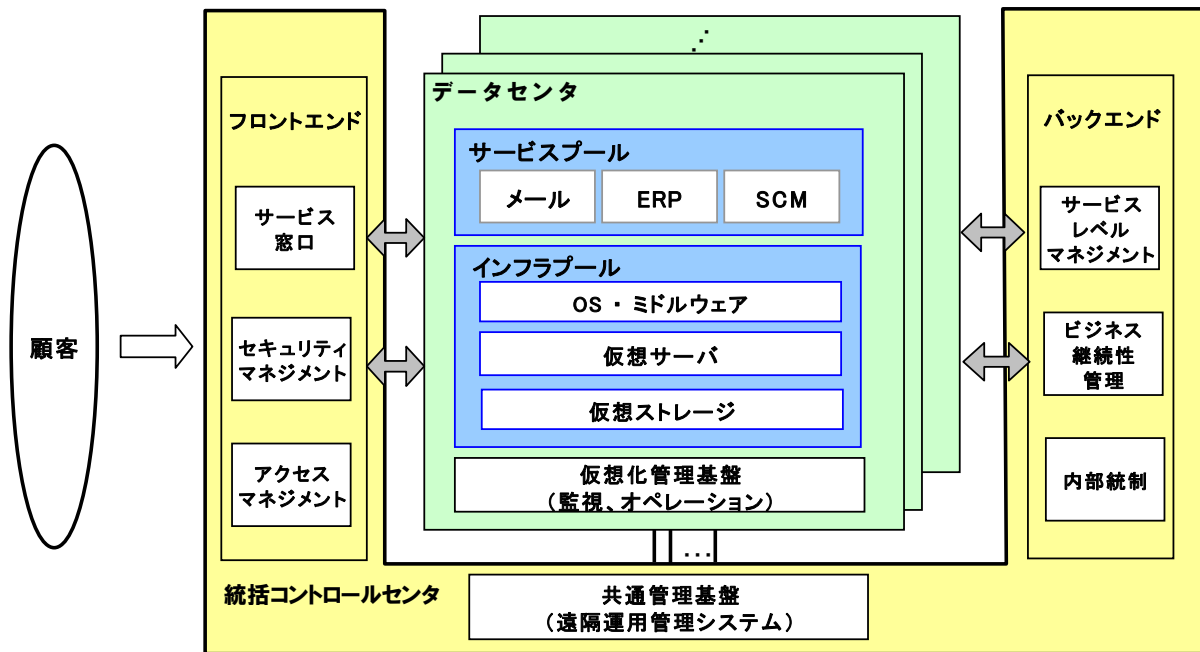 顧客
フロントエンド
サービス
窓口
セキュリティ
マネジメント
アクセス
マネジメント
データセンタ
サービスプール
メール
ERP
SCM
インフラプール
OS ・ ミドルウェア
仮想サーバ
仮想ストレージ
仮想化管理基盤
(監視、オペレーション)
バックエンド
サービス
レベル
マネジメント
ビジネス
継続性
管理
内部統制
統括コントロールセンタ
共通管理基盤
(遠隔運用管理システム)